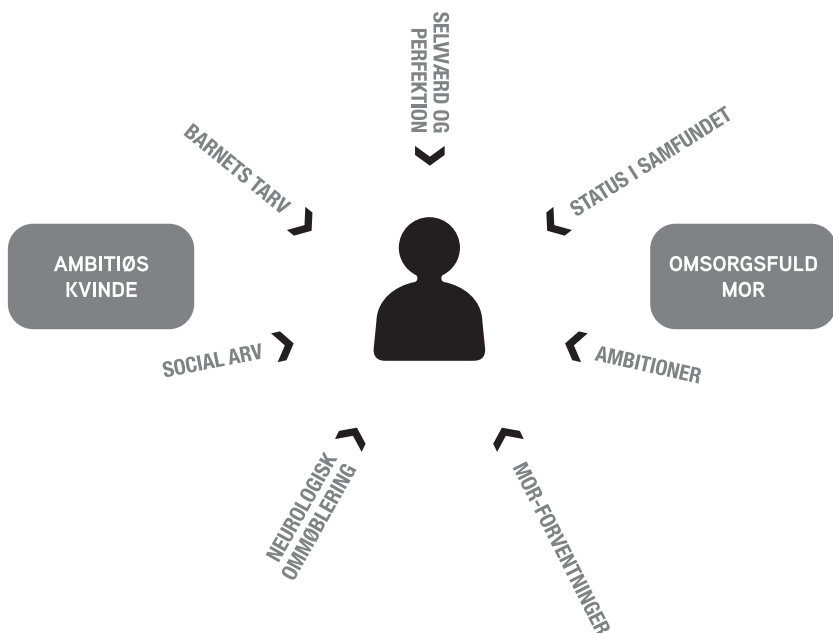 SELVVÆRD OG
PERFEKTION
BARNETS TARV
STATUS I SAMFUNDET
AMBITIØS
KVINDE
OMSORGSFULD
MOR
SOCIAL ARV
AMBITIONER
NEUROLOGISK
OMMØBLERING
MOR-FORVENTNINGER